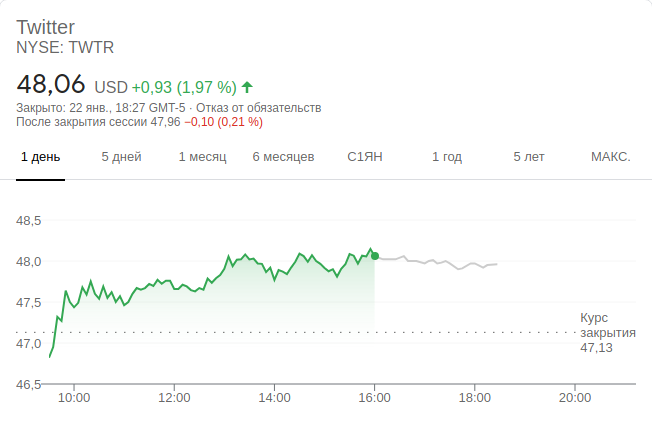 Twitter
NYSE: TWTR
48,06 USD +0,93 (1,97 %)
Закрыто: 22 янв., 18:27 GMT-5 · Отказ от обязательств
После закрытия сессии 47,96 −0,10 (0,21 %)
1 день 5 дней 1 месяц 6 месяцев С1ЯН 1 год 5 лет МАКС.
48,5
48,0
47,5
47,0
46,5
Курс
закрытия
47,13
10:00 12:00 14:00 16:00 18:00 20:00